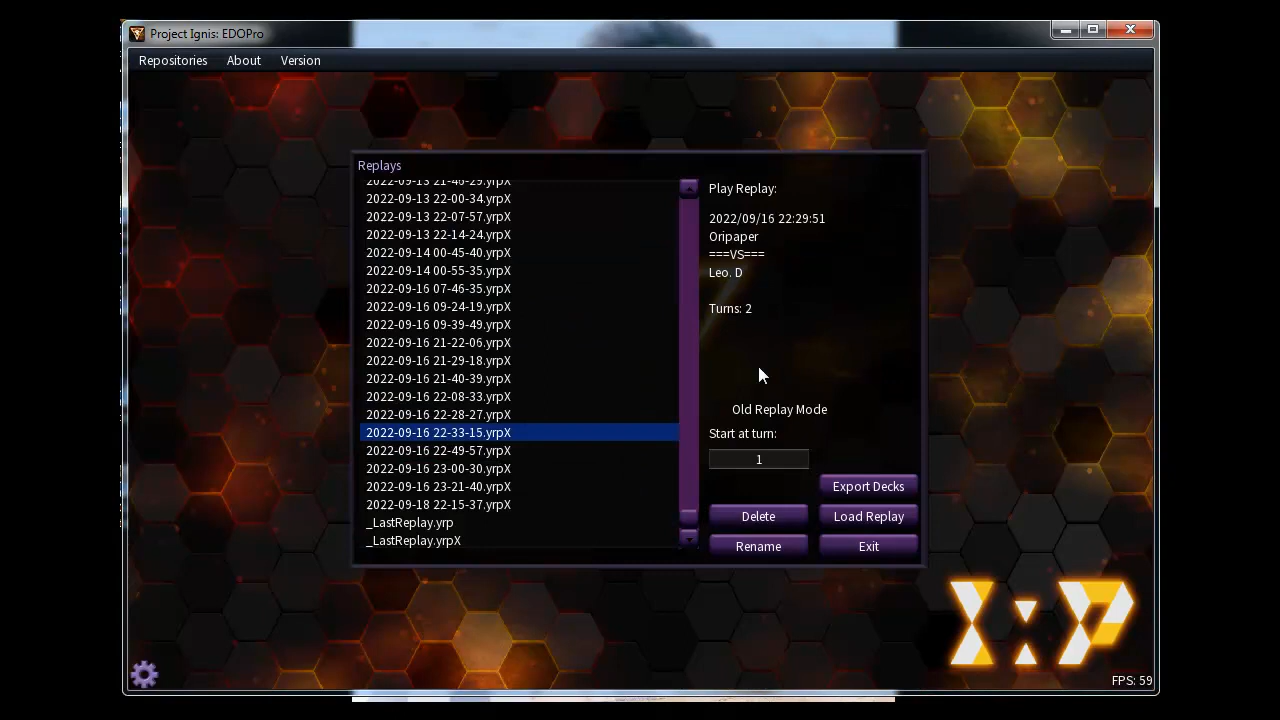 Project Ignis: EDOPro
Repositories About Version
Replays
2022-09-13 21-46-29.yrpX
2022-09-13 22-00-34.yrpX
2022-09-13 22-07-57.yrpX
2022-09-13 22-14-24.yrpX
2022-09-14 00-45-40.yrpX
2022-09-14 00-55-35.yrpX
2022-09-16 07-46-35.yrpX
2022-09-16 09-24-19.yrpX
2022-09-16 09-39-49.yrpX
2022-09-16 21-22-06.yrpX
2022-09-16 21-29-18.yrpX
2022-09-16 21-40-39.yrpX
2022-09-16 22-08-33.yrpX
2022-09-16 22-28-27.yrpX
2022-09-16 22-33-15.yrpX
2022-09-16 22-49-57.yrpX
2022-09-16 23-00-30.yrpX
2022-09-16 23-21-40.yrpX
2022-09-18 22-15-37.yrpX
_LastReplay.yrp
_LastReplay.yrpX
Play Replay:
2022/09/16 22:29:51
Oripaper
===VS===
Leo. D
Turns: 2
Old Replay Mode
Start at turn:
1
Export Decks
Delete Load Replay
Rename Exit
X:P
FPS: 59